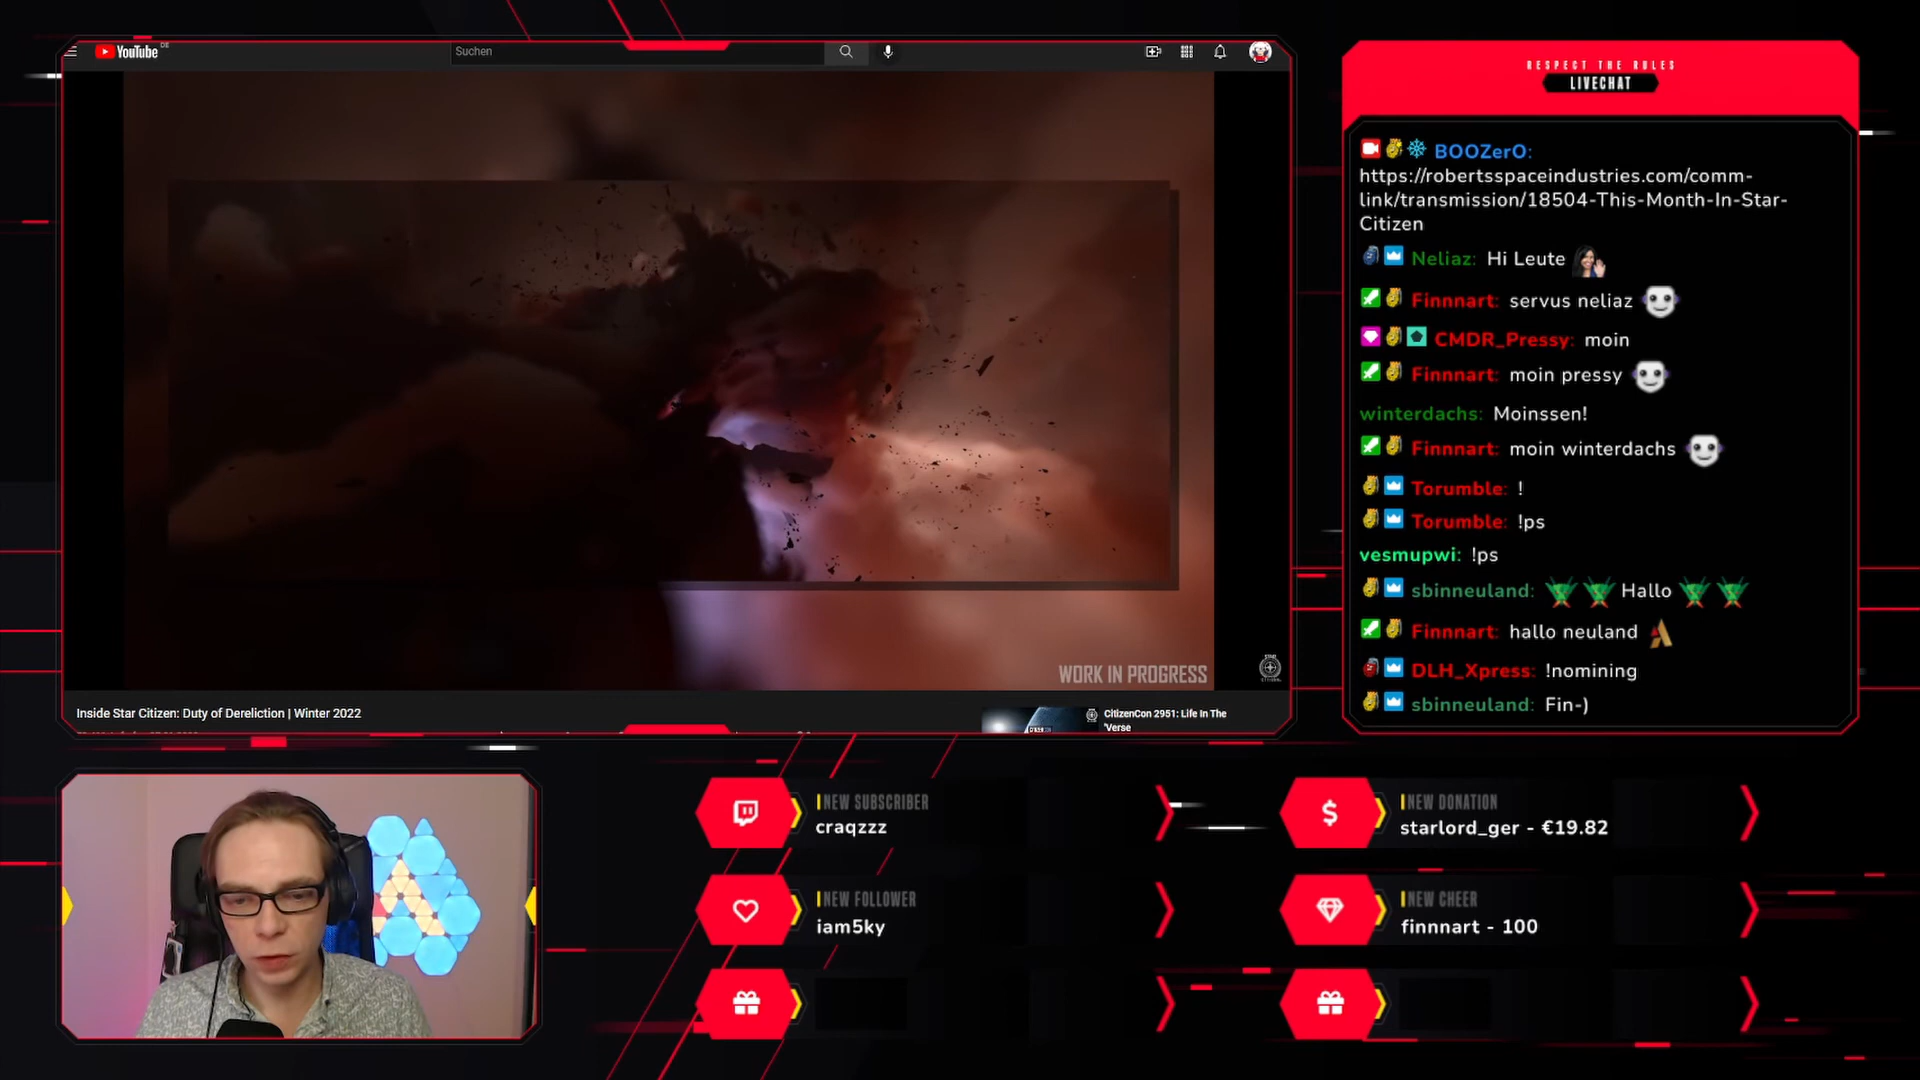 YouTube DE
Suchen
WORK IN PROGRESS
Inside Star Citizen: Duty of Dereliction | Winter 2022
CitizenCon 2951: Life In The
'Verse
RESPECT THE RULES
LIVECHAT
BOOZerO:
https://robertsspaceindustries.com/comm-
link/transmission/18504-This-Month-In-Star-
Citizen
Neliaz: Hi Leute
Finnnart: servus neliaz
CMDR_Pressy: moin
Finnnart: moin pressy
winterdachs: Moinssen!
Finnnart: moin winterdachs
Torumble: !
Torumble: !ps
vesmupwi: !ps
sbinneuland: Hallo
Finnnart: hallo neuland
DLH_Xpress: !nomining
sbinneuland: Fin-)
NEW SUBSCRIBER
craqzzz
NEW DONATION
starlord_ger - €19.82
NEW FOLLOWER
iam5ky
NEW CHEER
finnnart - 100